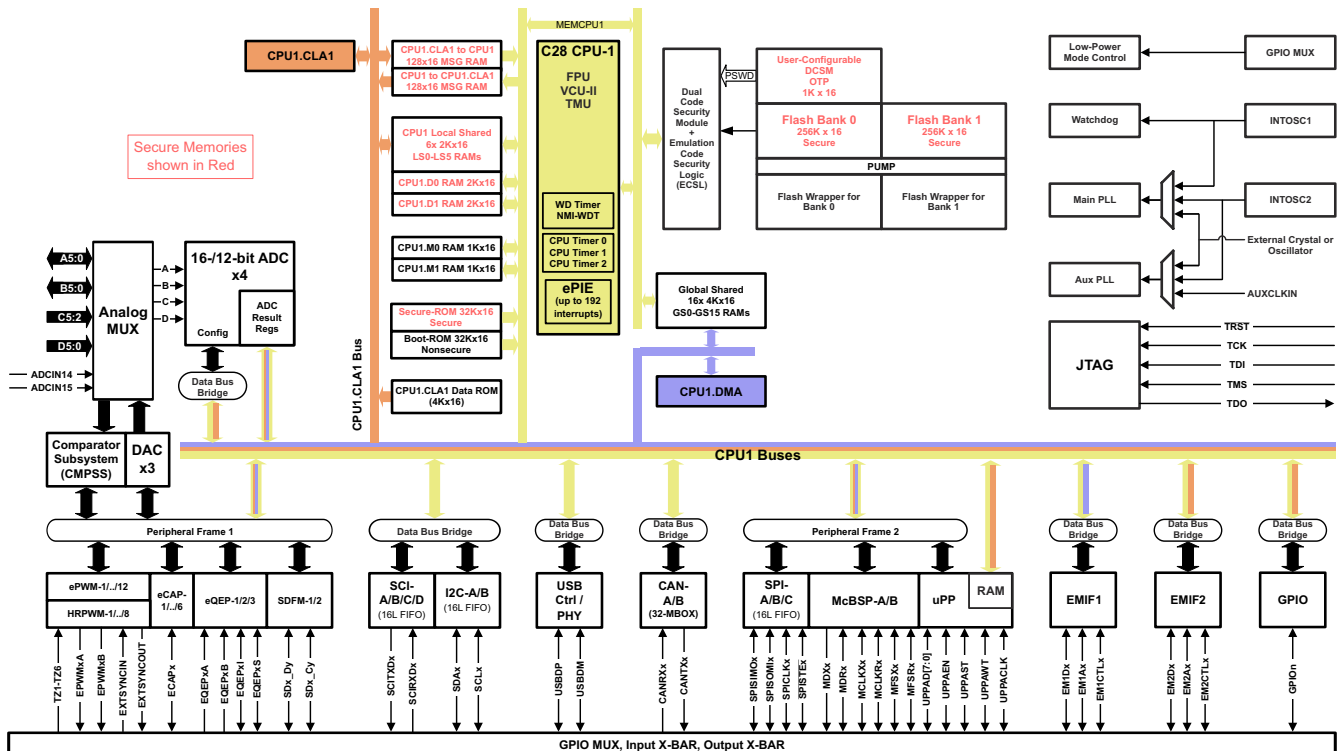 MEMCPU1
CPU1.CLA1
CPU1.CLA1 to CPU1
128x16 MSG RAM
CPU1 to CPU1.CLA1
128x16 MSG RAM
CPU1 Local Shared
6x 2Kx16
LS0-LS5 RAMs
CPU1.D0 RAM 2Kx16
CPU1.D1 RAM 2Kx16
CPU1.M0 RAM 1Kx16
CPU1.M1 RAM 1Kx16
Secure-ROM 32Kx16
Secure
Boot-ROM 32Kx16
Nonsecure
CPU1.CLA1 Data ROM
(4Kx16)
CPU1.CLA1 Bus
C28 CPU-1
FPU
VCU-II
TMU
WD Timer
NMI-WDT
CPU Timer 0
CPU Timer 1
CPU Timer 2
ePIE
(up to 192
interrupts)
Dual
Code
Security
Module
+
Emulation
Code
Security
Logic
(ECSL)
PSWD
User-Configurable
DCSM
OTP
1K x 16
Flash Bank 0
256K x 16
Secure
Flash Bank 1
256K x 16
Secure
PUMP
Flash Wrapper for
Bank 0
Flash Wrapper for
Bank 1
Global Shared
16x 4Kx16
GS0-GS15 RAMs
CPU1.DMA
Low-Power
Mode Control
GPIO MUX
Watchdog
INTOSC1
Main PLL
INTOSC2
External Crystal or
Oscillator
Aux PLL
AUXCLKIN
JTAG
TRST
TCK
TDI
TMS
TDO
Secure Memories
shown in Red
A5:0
B5:0
C5:2
D5:0
ADCIN14
ADCIN15
Analog
MUX
A
B
C
D
16-/12-bit ADC
x4
Config
ADC
Result
Regs
Data Bus
Bridge
Comparator
Subsystem
(CMPSS)
DAC
x3
CPU1 Buses
Peripheral Frame 1
Data Bus Bridge
Data Bus
Bridge
Data Bus
Bridge
Peripheral Frame 2
Data Bus
Bridge
Data Bus
Bridge
Data Bus
Bridge
ePWM-1/../12
HRPWM-1/../8
eCAP-
1/../6
eQEP-1/2/3
SDFM-1/2
SCI-
A/B/C/D
(16L FIFO)
I2C-A/B
(16L FIFO)
USB
Ctrl /
PHY
CAN-
A/B
(32-MBOX)
SPI-
A/B/C
(16L FIFO)
McBSP-A/B
uPP
RAM
EMIF1
EMIF2
GPIO
TZ1-TZ6
EPWMxA
EPWMxB
EXTSYNCIN
EXTSYNCOUT
ECAPx
EQEPxA
EQEPxB
EQEPxI
EQEPxS
SDx_Dy
SDx_Cy
SCITXDx
SCIRXDx
SDAx
SCLx
USBDP
USBDM
CANRXx
CANTXx
SPISIMOx
SPISOMIx
SPICLKx
SPISTEx
MDXx
MDRx
MCLKXx
MCLKRx
MFSXx
MFSRx
UPPAD[7:0]
UPPAEN
UPPAST
UPPAWT
UPPACLK
EM1Dx
EM1Ax
EM1CTLx
EM2Dx
EM2Ax
EM2CTLx
GPIOn
GPIO MUX, Input X-BAR, Output X-BAR